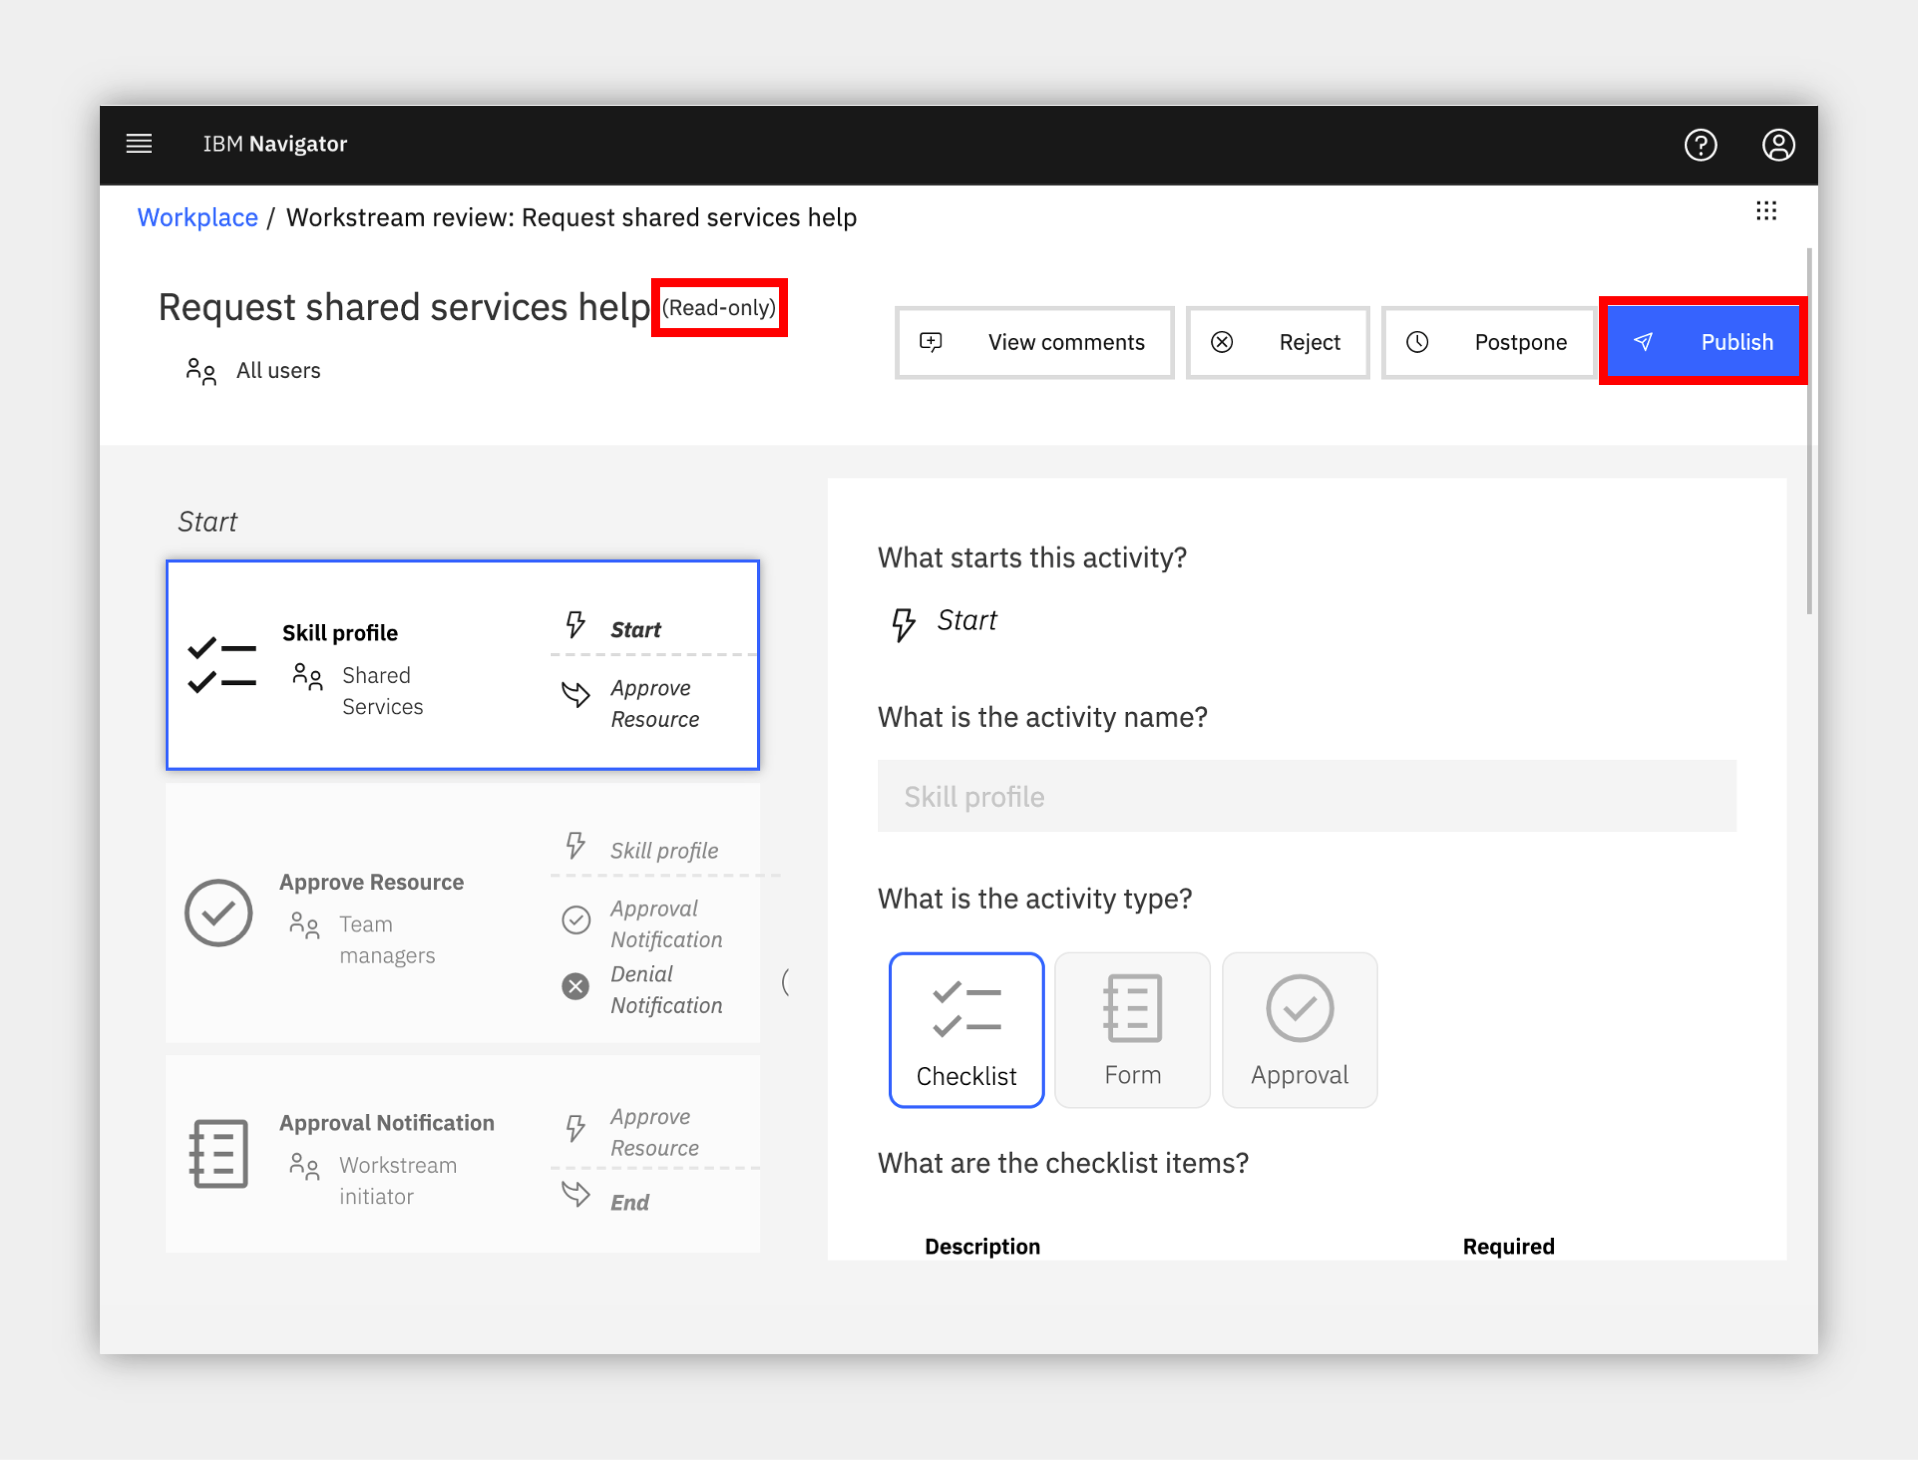 IBM Navigator
Workplace / Workstream review: Request shared services help
Request shared services help (Read-only)
All users
View comments
Reject
Postpone
Publish
Start
Skill profile
Shared
Services
Start
Approve
Resource
Approve Resource
Team
managers
Skill profile
Approval
Notification
Denial
Notification
(
Approval Notification
Workstream
initiator
Approve
Resource
End
What starts this activity?
Start
What is the activity name?
Skill profile
What is the activity type?
Checklist
Form
Approval
What are the checklist items?
Description
Required